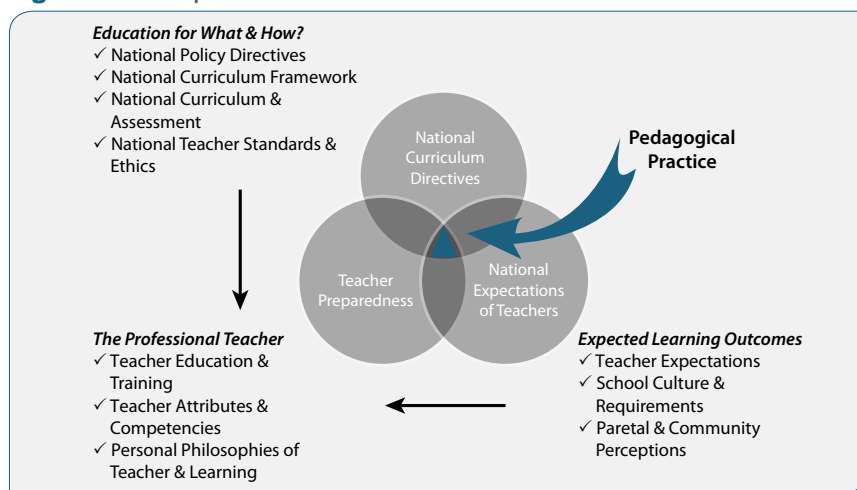 Education for What & How?
✓ National Policy Directives
✓ National Curriculum Framework
✓ National Curriculum &
Assessment
✓ National Teacher Standards &
Ethics
National
Curriculum
Directives
Pedagogical
Practice
Teacher
Preparedness
National
Expectations
of Teachers
The Professional Teacher
✓ Teacher Education &
Training
✓ Teacher Attributes &
Competencies
✓ Personal Philosophies of
Teacher & Learning
Expected Learning Outcomes
✓ Teacher Expectations
✓ School Culture &
Requirements
✓ Paretal & Community
Perceptions